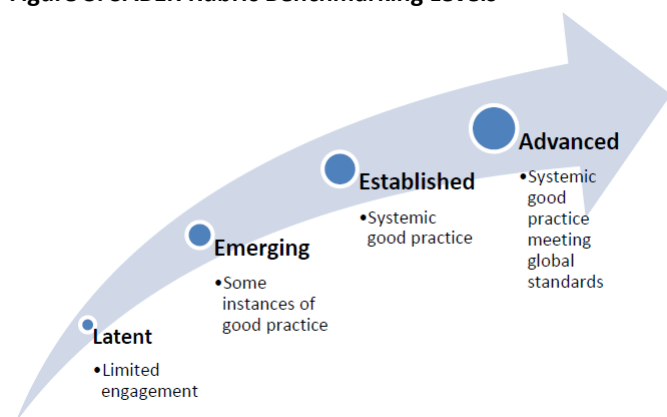 Advanced
•Systemic
good
practice
meeting
global
standards
Established
•Systemic
good practice
Emerging
•Some
instances of
good practice
Latent
•Limited
engagement